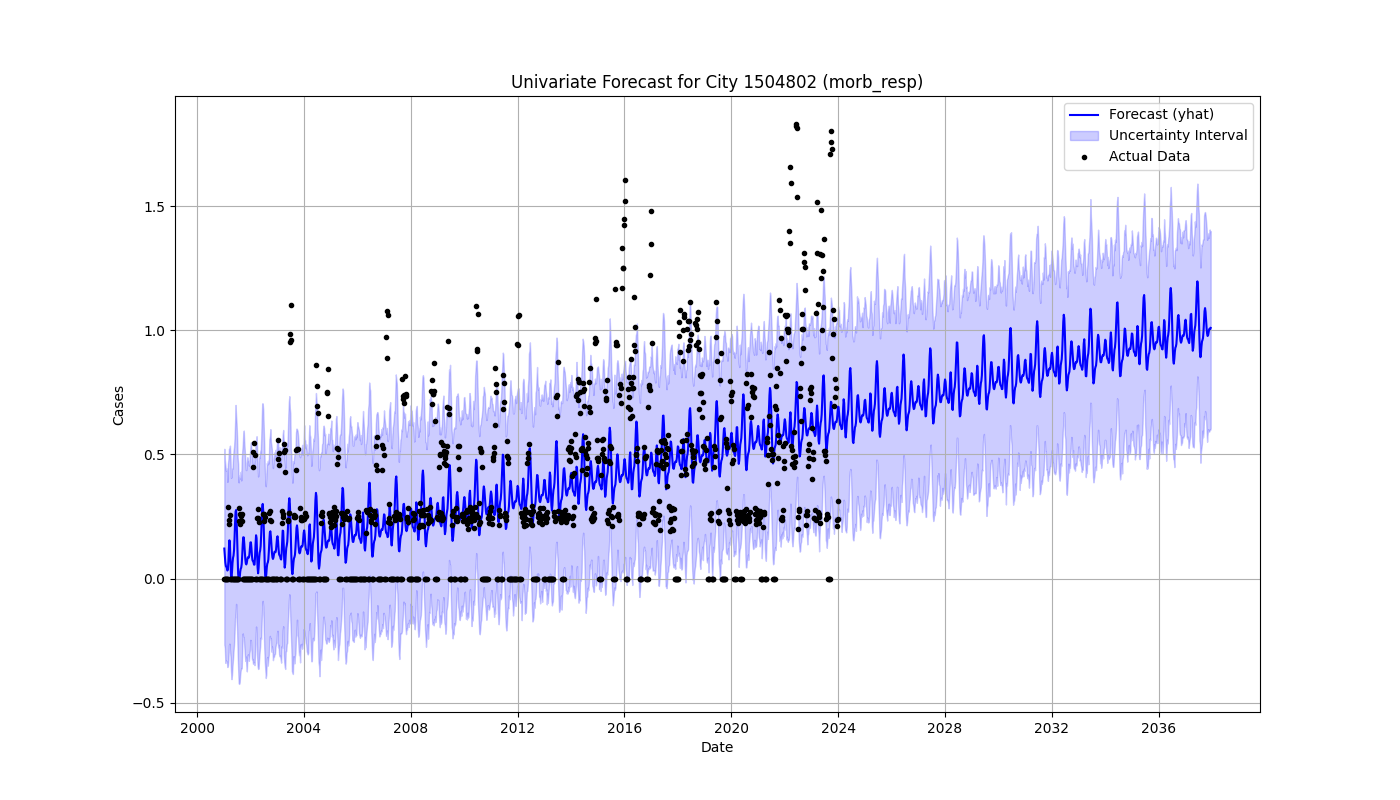 Univariate Forecast for City 1504802 (morb_resp)
Forecast (yhat)
Uncertainty Interval
Actual Data
Cases
1.5
1.0
0.5
0.0
−0.5
2000 2004 2008 2012 2016 2020 2024 2028 2032 2036
Date